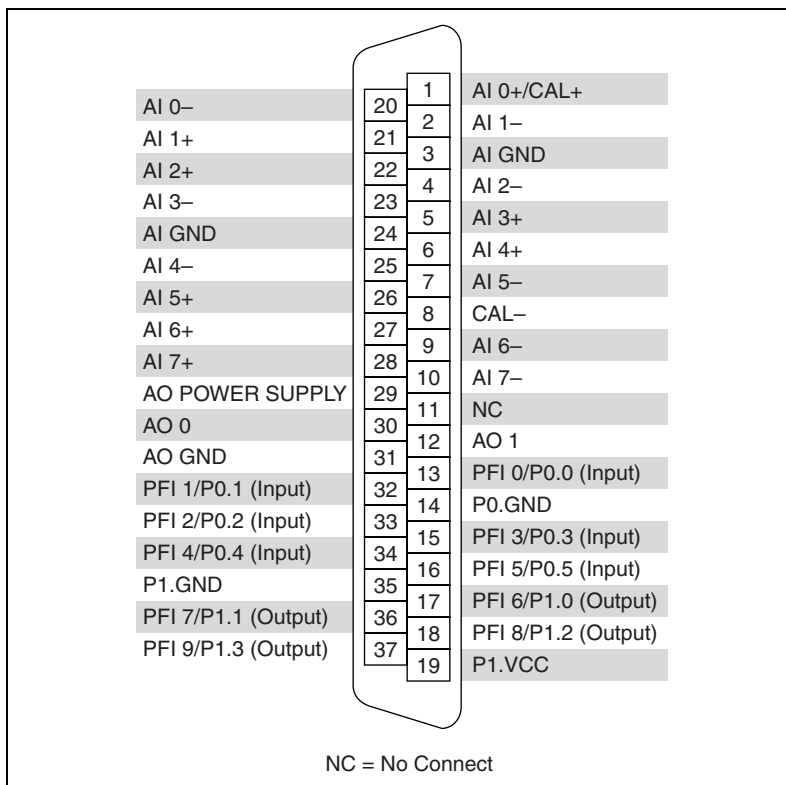 AI 0–
AI 1+
AI 2+
AI 3–
AI GND
AI 4–
AI 5+
AI 6+
AI 7+
AO POWER SUPPLY
AO 0
AO GND
PFI 1/P0.1 (Input)
PFI 2/P0.2 (Input)
PFI 4/P0.4 (Input)
P1.GND
PFI 7/P1.1 (Output)
PFI 9/P1.3 (Output)
20
21
22
23
24
25
26
27
28
29
30
31
32
33
34
35
36
37
1
2
3
4
5
6
7
8
9
10
11
12
13
14
15
16
17
18
19
AI 0+/CAL+
AI 1–
AI GND
AI 2–
AI 3+
AI 4+
AI 5–
CAL–
AI 6–
AI 7–
NC
AO 1
PFI 0/P0.0 (Input)
P0.GND
PFI 3/P0.3 (Input)
PFI 5/P0.5 (Input)
PFI 6/P1.0 (Output)
PFI 8/P1.2 (Output)
P1.VCC
NC = No Connect